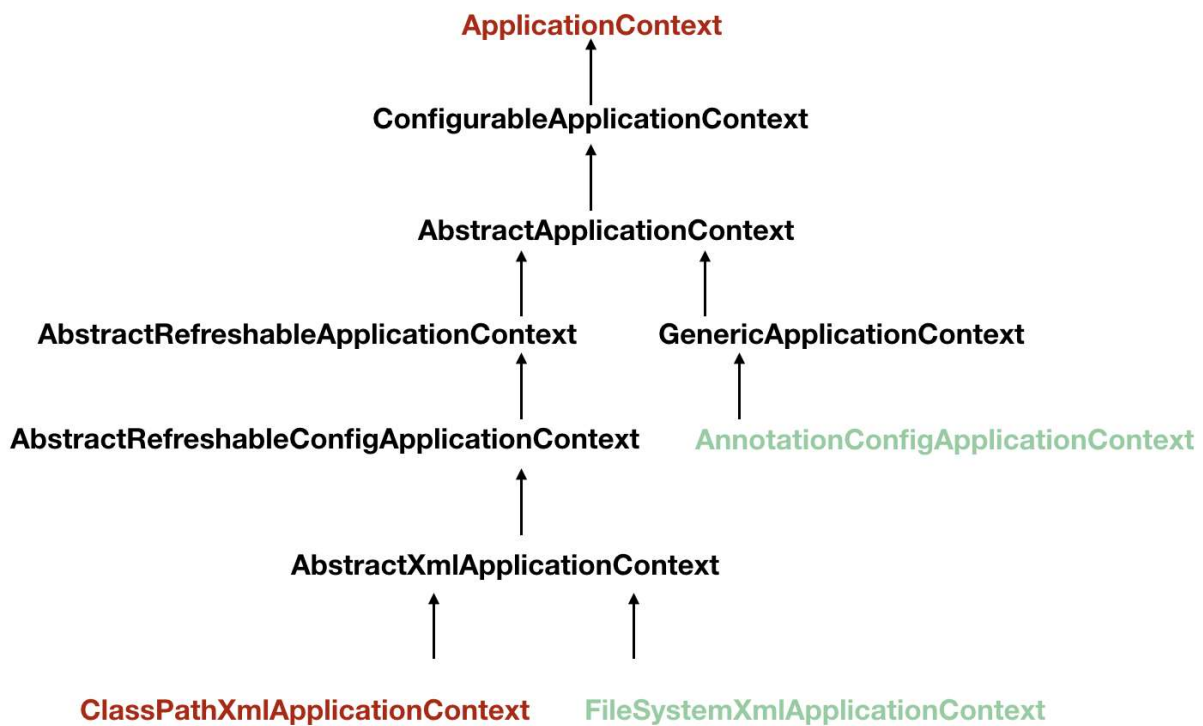 ApplicationContext
ConfigurableApplicationContext
AbstractApplicationContext
AbstractRefreshableApplicationContext
GenericApplicationContext
AbstractRefreshableConfigApplicationContext
AnnotationConfigApplicationContext
AbstractXmlApplicationContext
ClassPathXmlApplicationContext
FileSystemXmlApplicationContext